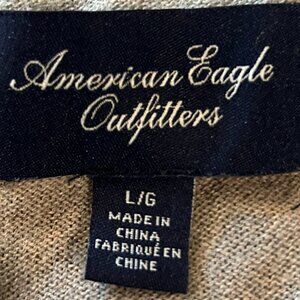 American Eagle
Outfitters
L/G
MADE IN
CHINA
FABRIQUÉ EN
CHINE